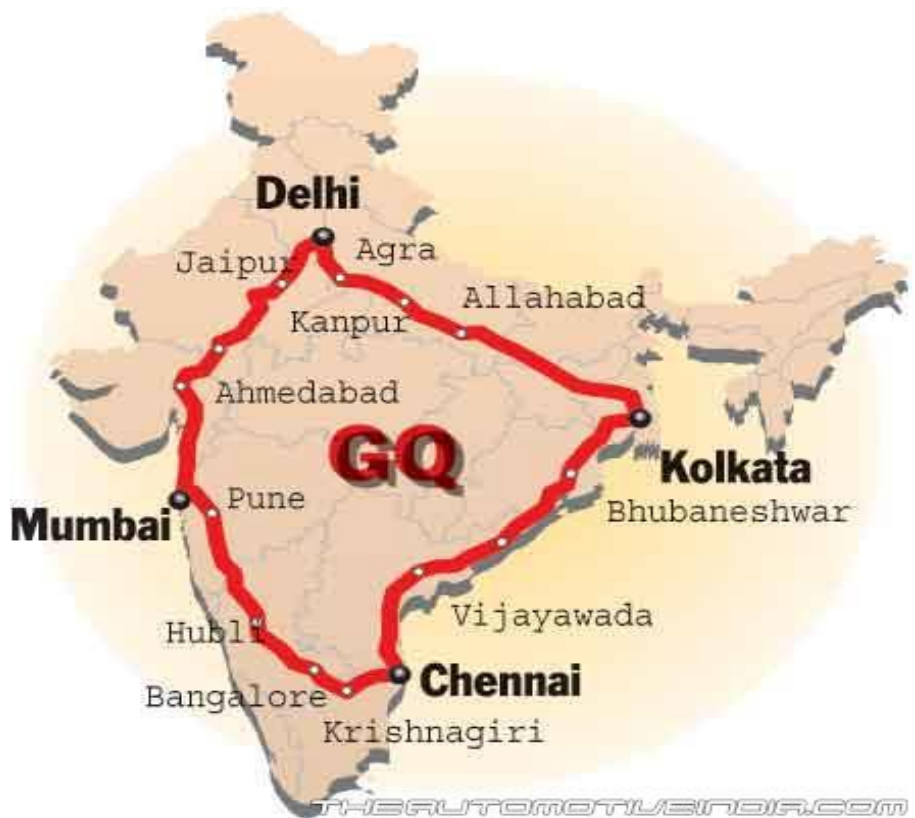 Delhi
Agra
Jaipur
Allahabad
Kanpur
Ahmedabad
GQ
Kolkata
Pune
Mumbai
Bhubaneshwar
Vijayawada
Hubli
Chennai
Bangalore
Krishnagiri
THEAUTOMOTIVEINDIA.COM